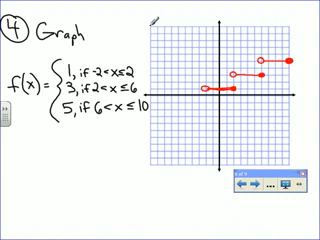 4 Graph
f(x) = { 1, if -2 < x ≤ 2
3, if 2 < x ≤ 6
5, if 6 < x ≤ 10